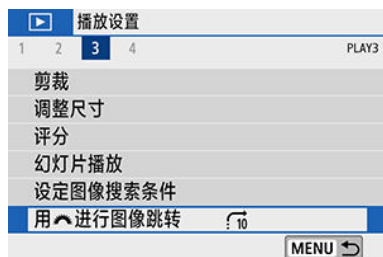 播放设置
1 2 3 4 PLAY3
剪裁
调整尺寸
评分
幻灯片播放
设定图像搜索条件
用进行图像跳转 10
MENU